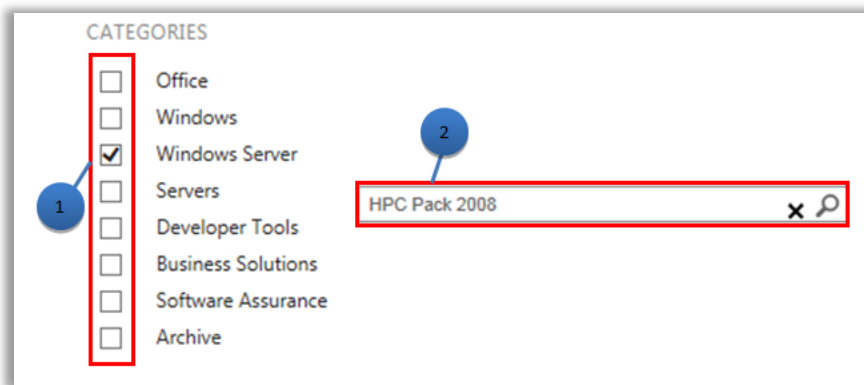 CATEGORIES
Office
Windows
2
Windows Server
1
Servers
HPC Pack 2008
Developer Tools
Business Solutions
Software Assurance
Archive